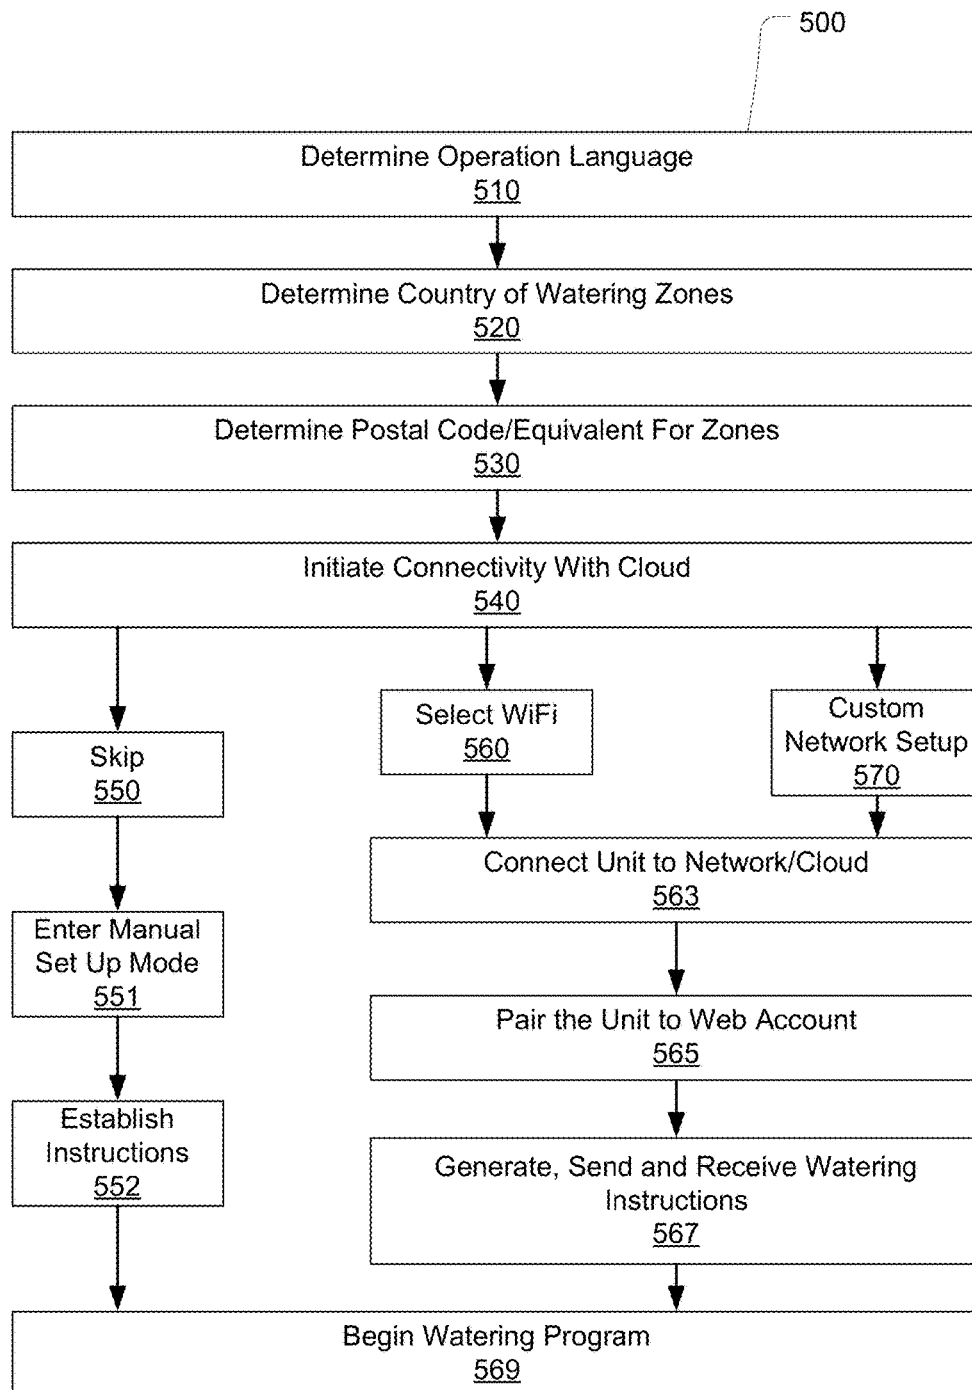 500
Determine Operation Language
510
Determine Country of Watering Zones
520
Determine Postal Code/Equivalent For Zones
530
Initiate Connectivity With Cloud
540
Skip
550
Select WiFi
560
Custom
Network Setup
570
Enter Manual
Set Up Mode
551
Connect Unit to Network/Cloud
563
Pair the Unit to Web Account
565
Establish
Instructions
552
Generate, Send and Receive Watering
Instructions
567
Begin Watering Program
569